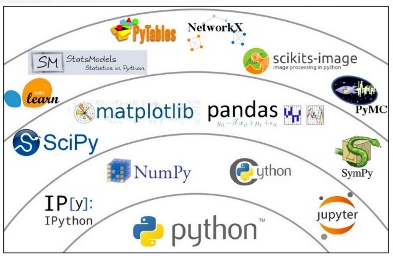 PyTables
NetworkX
SM StatsModels
Statistics in Python
scikits-image
image processing in python
learn
matplotlib
pandas
PyMC
SciPy
NumPy
Cython
SymPy
IP[y]:
IPython
python™
jupyter